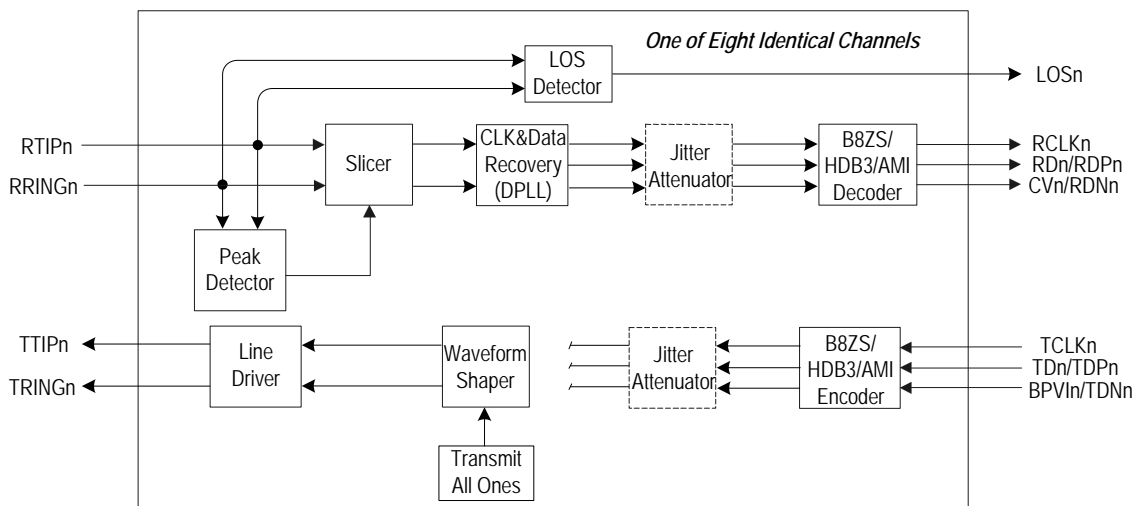 One of Eight Identical Channels
LOS
Detector
LOSn
RTIPn
RRINGn
Slicer
CLK&Data
Recovery
(DPLL)
Jitter
Attenuator
B8ZS/
HDB3/AMI
Decoder
RCLKn
RDn/RDPn
CVn/RDNn
Peak
Detector
TTIPn
TRINGn
Line
Driver
Waveform
Shaper
Jitter
Attenuator
B8ZS/
HDB3/AMI
Encoder
TCLKn
TDn/TDPn
BPVIn/TDNn
Transmit
All Ones